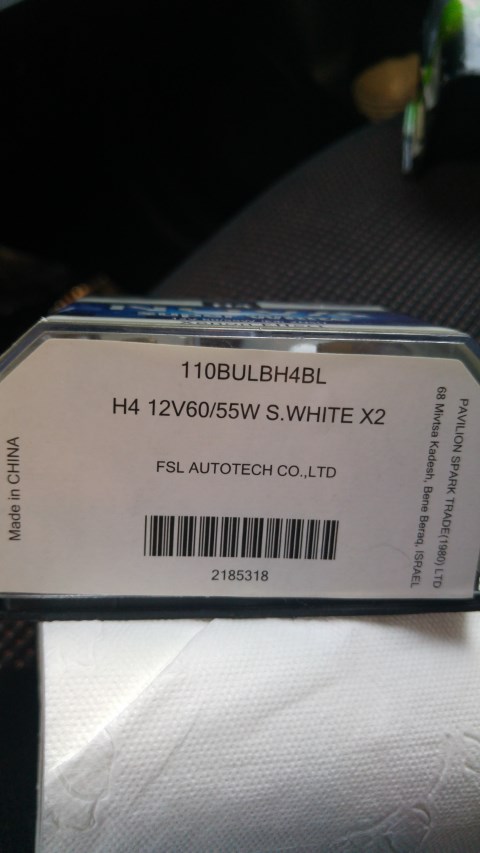 110BULBH4BL
H4 12V60/55W S.WHITE X2
FSL AUTOTECH CO.,LTD
2185318
Made in CHINA
PAVILION SPARK TRADE(1980) LTD
68 Mivtsa Kadesh, Bene Beraq, ISRAEL